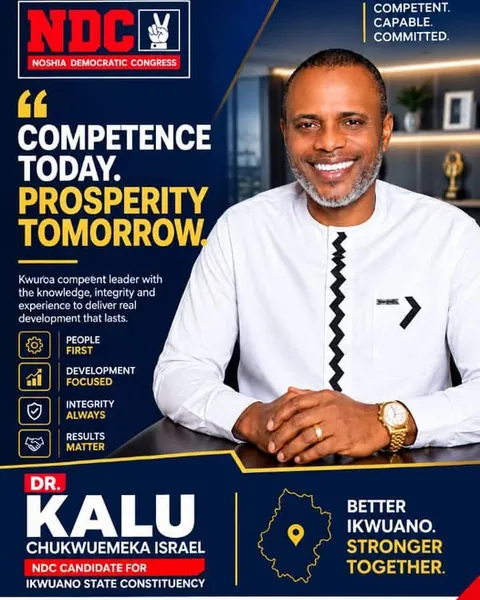 NDC
NOSHIA DEMOCRATIC CONGRESS
COMPETENT.
CAPABLE.
COMMITTED.
“
COMPETENCE
TODAY.
PROSPERITY
TOMORROW.
competent leader with
the knowledge, integrity and
experience to deliver real
development that lasts.
PEOPLE
FIRST
DEVELOPMENT
FOCUSED
INTEGRITY
ALWAYS
RESULTS
MATTER
DR.
KALU
CHUKWUEMEKA ISRAEL
NDC CANDIDATE FOR
IKWUANO STATE CONSTITUENCY
BETTER
IKWUANO.
STRONGER
TOGETHER.